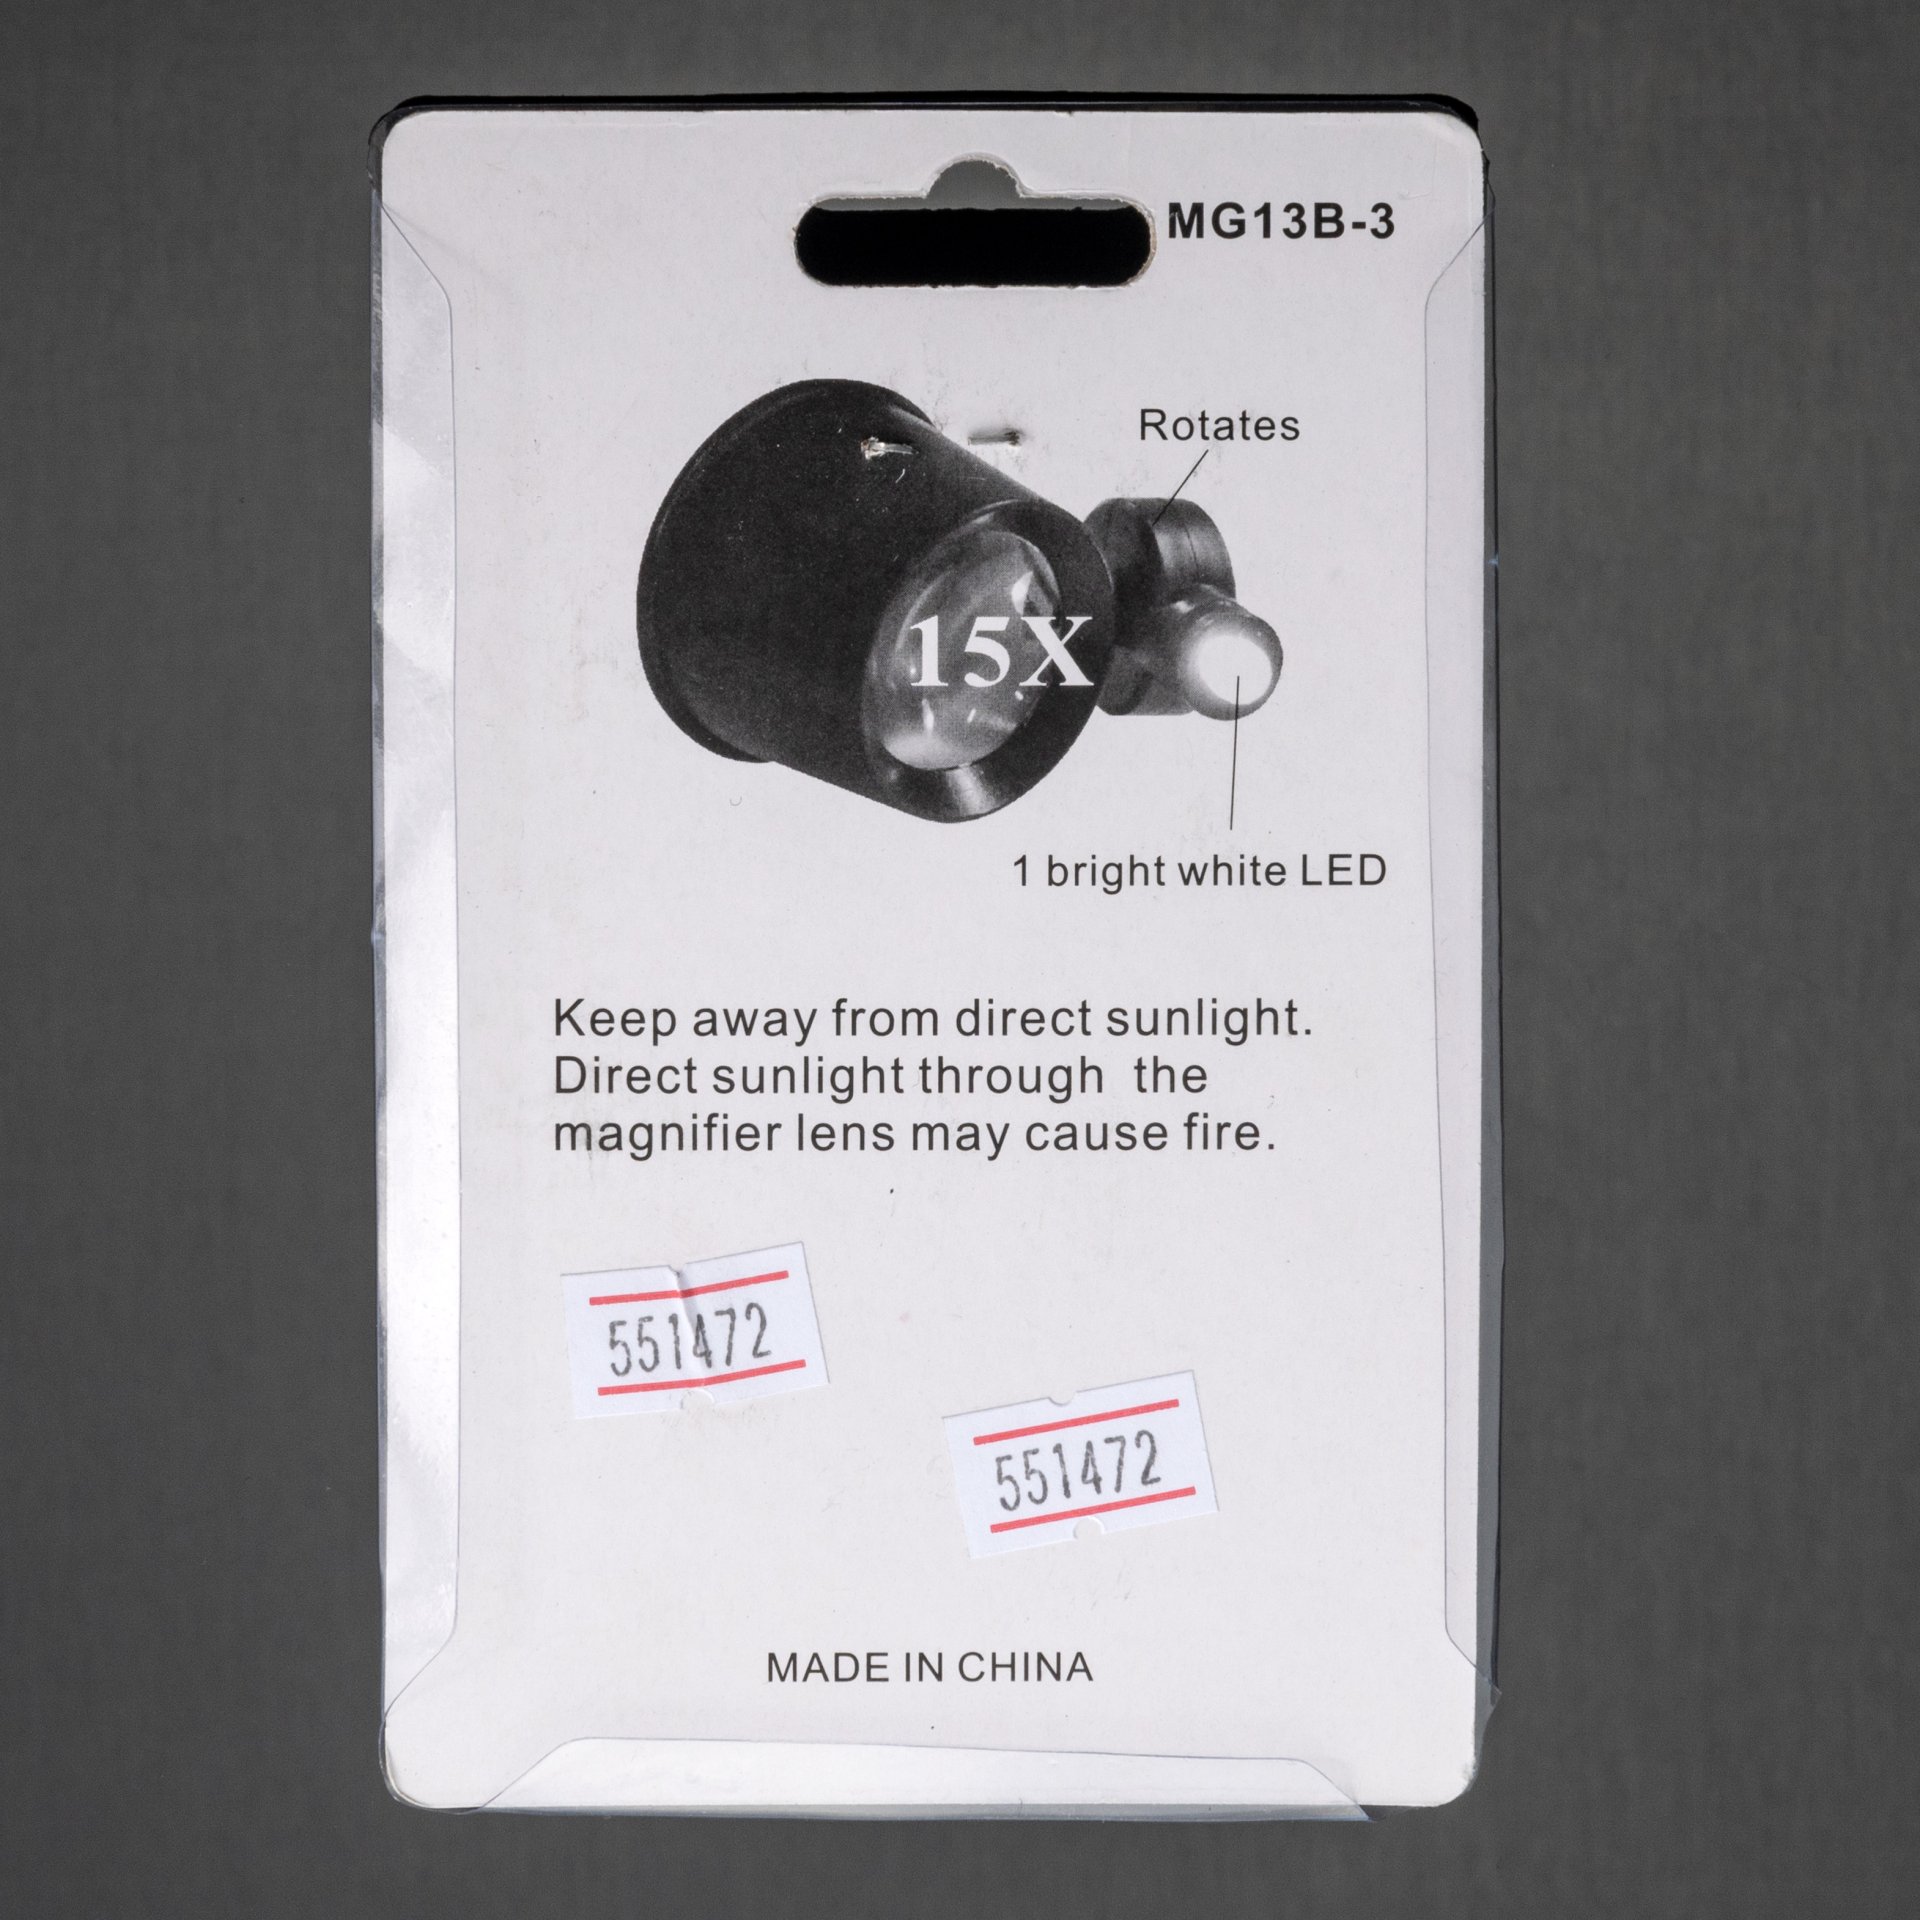 MG13B-3
Rotates
15X
1 bright white LED
Keep away from direct sunlight.
Direct sunlight through the
magnifier lens may cause fire.
551472
551472
MADE IN CHINA